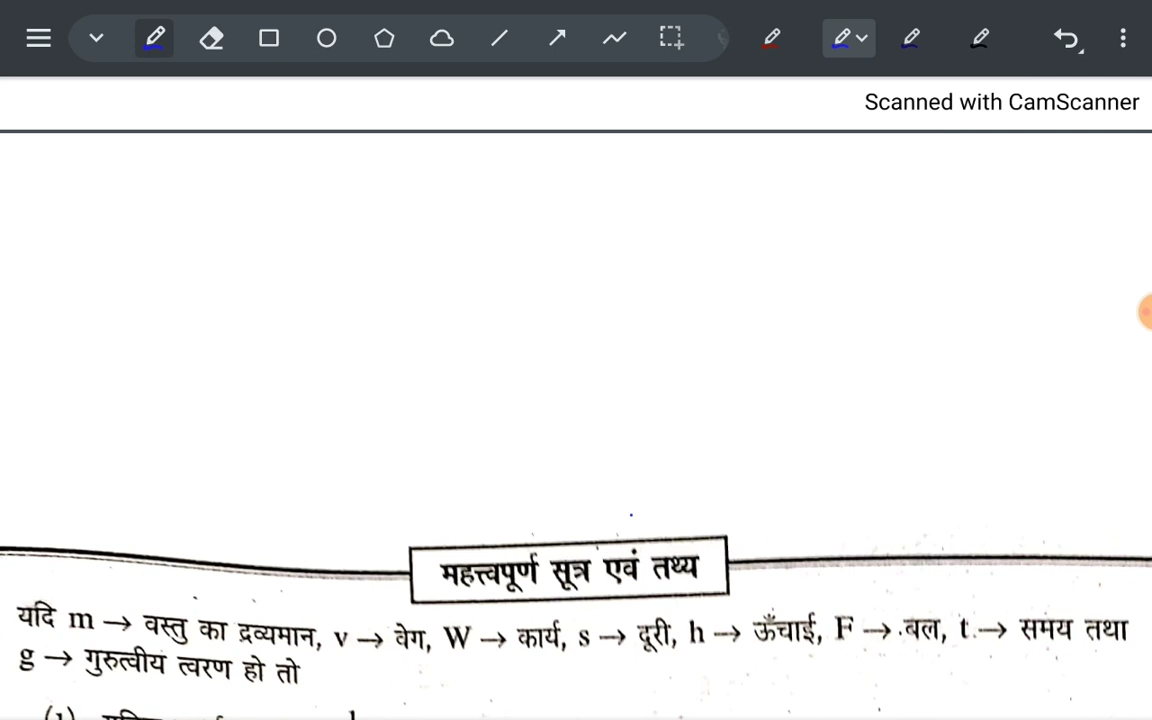 Scanned with CamScanner
महत्त्वपूर्ण सूत्र एवं तथ्य
यदि m → वस्तु का द्रव्यमान, v → वेग, W → कार्य, s → दूरी, h → ऊँचाई, F → बल, t → समय तथा
g → गुरुत्वीय त्वरण हो तो